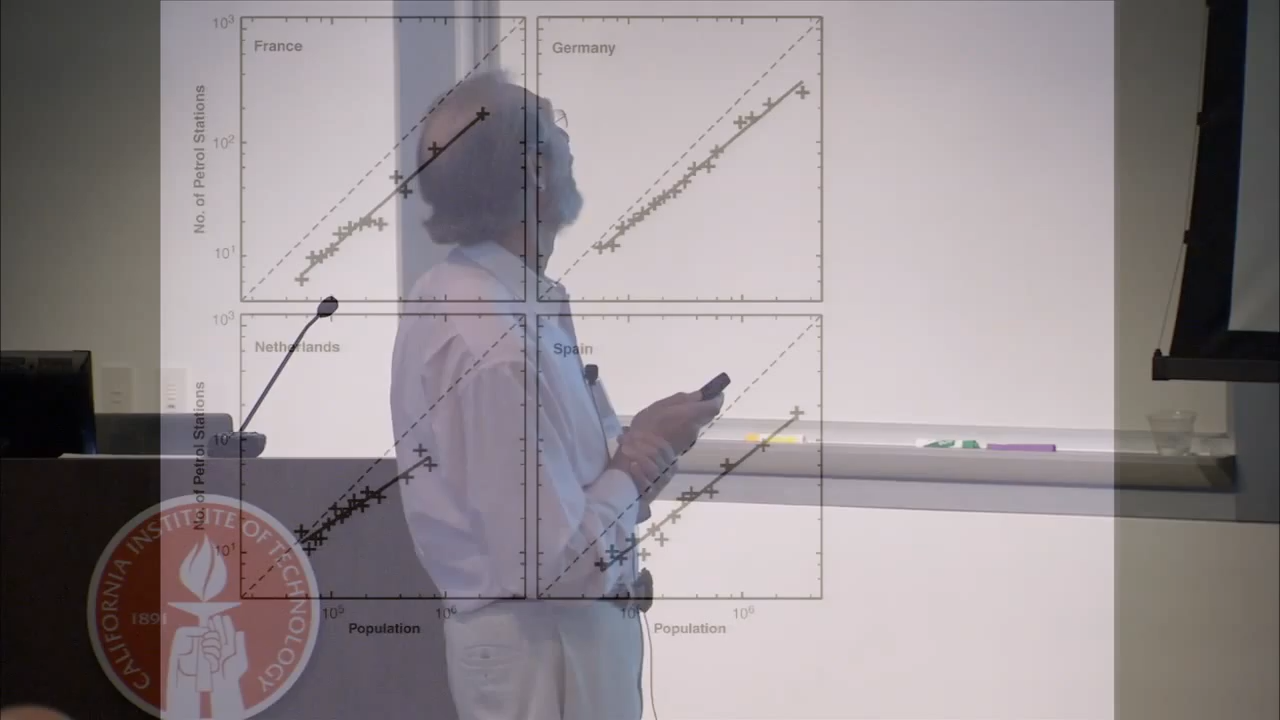 10³
France
Germany
No. of Petrol Stations
10²
10¹
10³
Netherlands
Spain
No. of Petrol Stations
10¹
10⁵
10⁶
10⁶
Population
Population
CALIFORNIA INSTITUTE OF TECHNOLOGY
1891